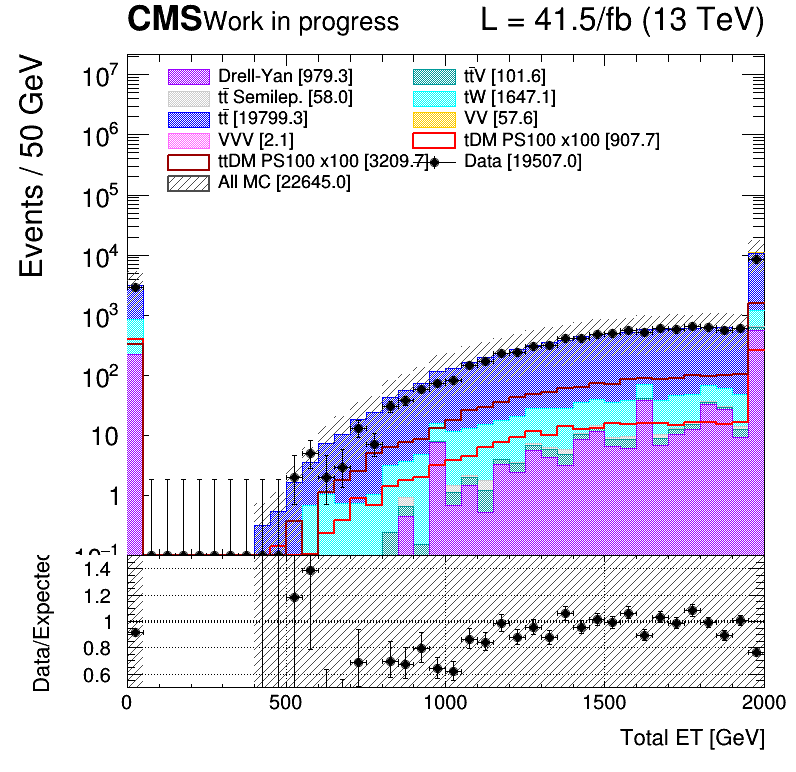 CMS Work in progress L = 41.5/fb (13 TeV)
Events / 50 GeV
Drell-Yan [979.3] tt̄V [101.6]
tt̄ Semilep. [58.0] tW [1647.1]
tt̄ [19799.3] VV [57.6]
VVV [2.1] tDM PS100 x100 [907.7]
ttDM PS100 x100 [3209.7] Data [19507.0]
All MC [22645.0]
10⁷
10⁶
10⁵
10⁴
10³
10²
10
1
10⁻¹
Data/Expected
1.4
1.2
1
0.8
0.6
0 500 1000 1500 2000
Total ET [GeV]